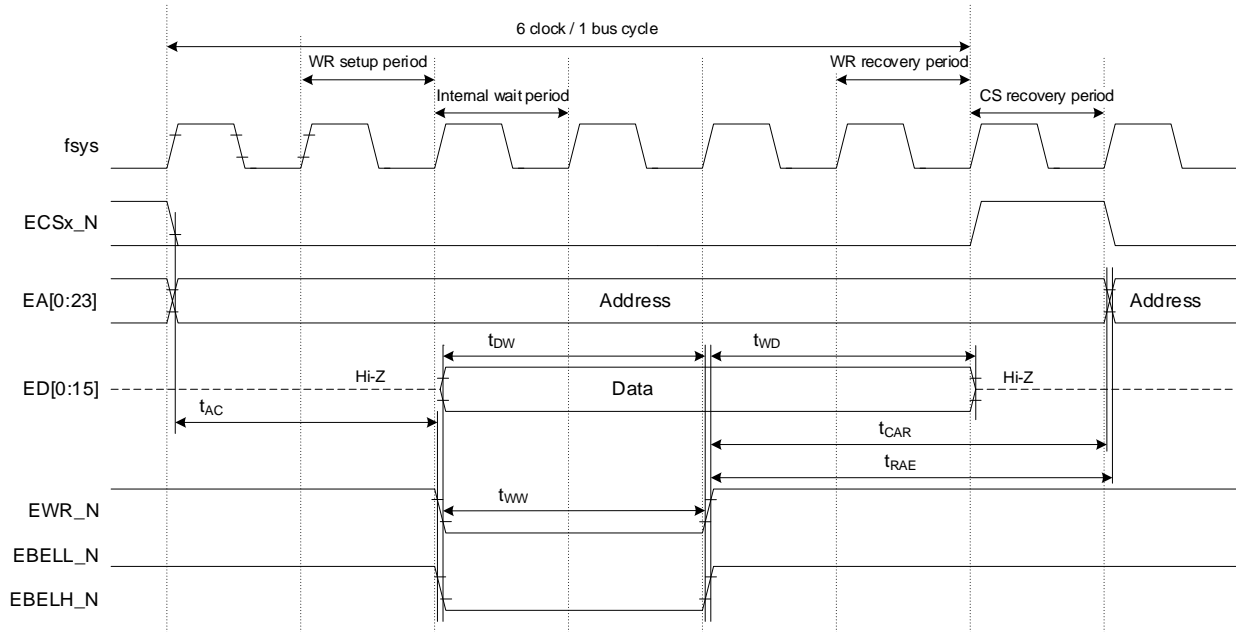 6 clock / 1 bus cycle
WR setup period
WR recovery period
Internal wait period
CS recovery period
fsys
ECSx_N
EA[0:23]
Address
Address
tDW
tWD
ED[0:15]
Hi-Z
Data
Hi-Z
tAC
tCAR
tRAE
tWW
EWR_N
EBELL_N
EBELH_N